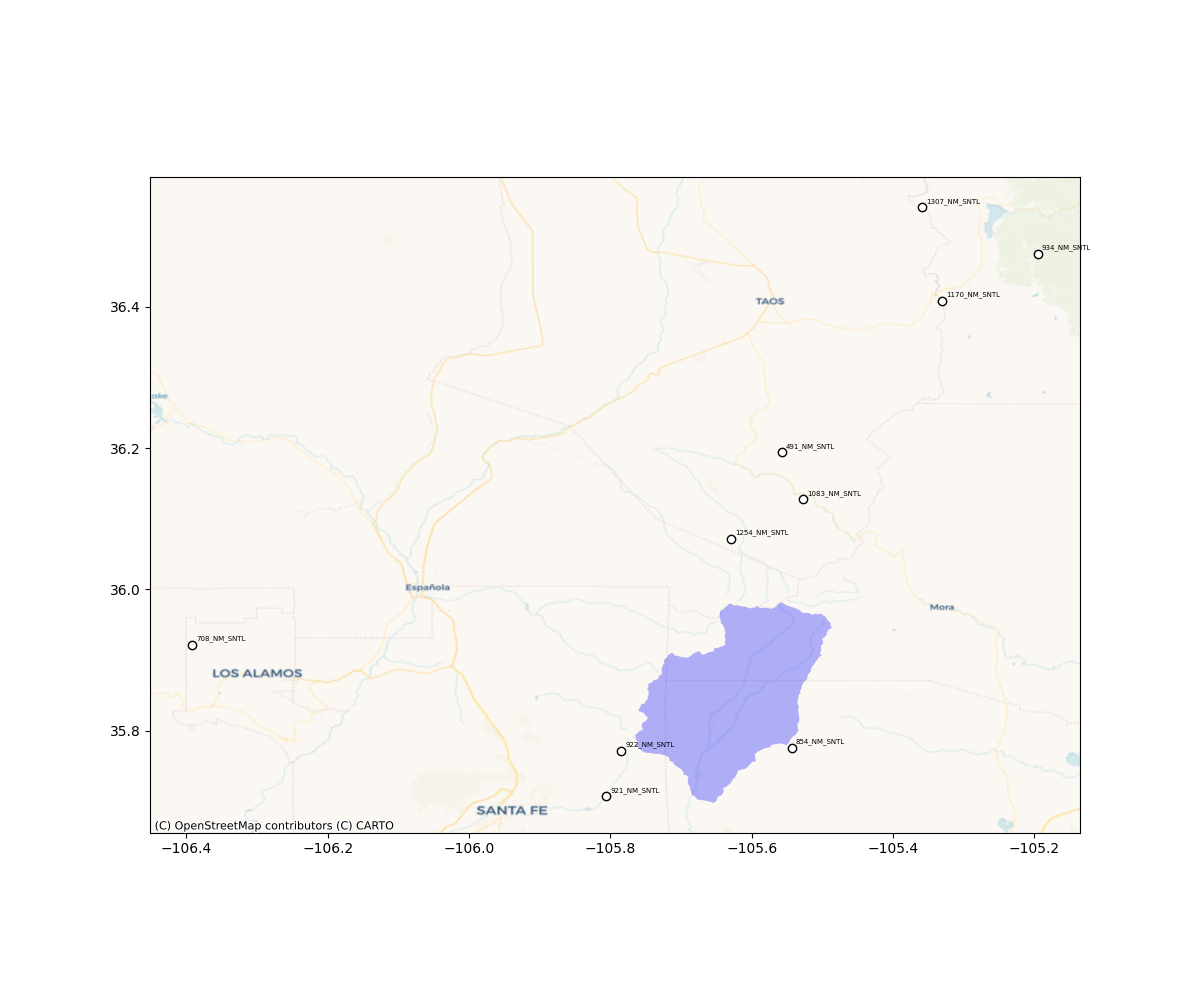 1307_NM_SNTL
934_NM_SNTL
1170_NM_SNTL
TAOS
36.4
ake
36.2
491_NM_SNTL
1083_NM_SNTL
1254_NM_SNTL
36.0
Española
Mora
708_NM_SNTL
LOS ALAMOS
35.8
922_NM_SNTL
854_NM_SNTL
921_NM_SNTL
SANTA FE
(C) OpenStreetMap contributors (C) CARTO
−106.4 −106.2 −106.0 −105.8 −105.6 −105.4 −105.2